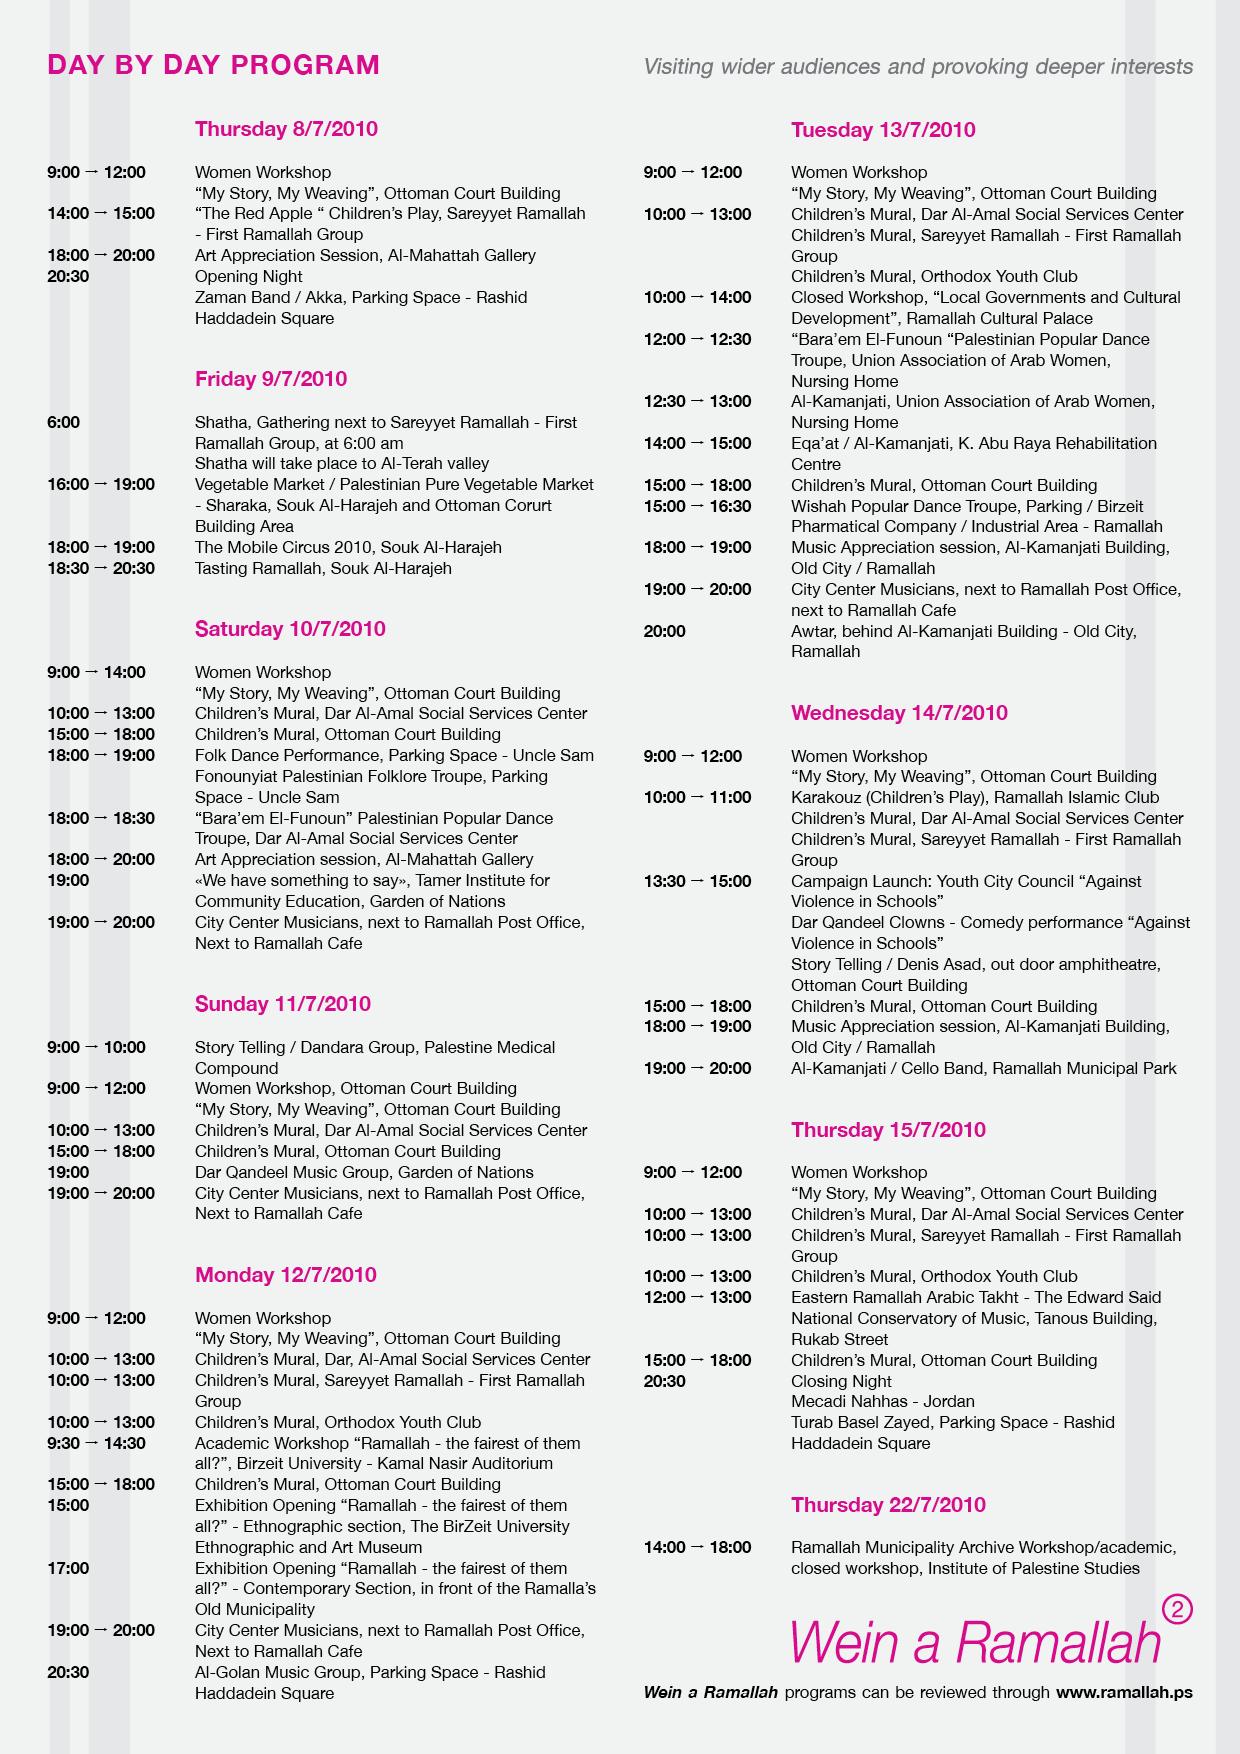 DAY BY DAY PROGRAM
Visiting wider audiences and provoking deeper interests
Thursday 8/7/2010
9:00 → 12:00 Women Workshop
“My Story, My Weaving”, Ottoman Court Building
14:00 → 15:00 “The Red Apple “ Children’s Play, Sareyyet Ramallah
- First Ramallah Group
18:00 → 20:00 Art Appreciation Session, Al-Mahattah Gallery
20:30 Opening Night
Zaman Band / Akka, Parking Space - Rashid
Haddadein Square
Friday 9/7/2010
6:00 Shatha, Gathering next to Sareyyet Ramallah - First
Ramallah Group, at 6:00 am
Shatha will take place to Al-Terah valley
16:00 → 19:00 Vegetable Market / Palestinian Pure Vegetable Market
- Sharaka, Souk Al-Harajeh and Ottoman Corurt
Building Area
18:00 → 19:00 The Mobile Circus 2010, Souk Al-Harajeh
18:30 → 20:30 Tasting Ramallah, Souk Al-Harajeh
Saturday 10/7/2010
9:00 → 14:00 Women Workshop
“My Story, My Weaving”, Ottoman Court Building
10:00 → 13:00 Children’s Mural, Dar Al-Amal Social Services Center
15:00 → 18:00 Children’s Mural, Ottoman Court Building
18:00 → 19:00 Folk Dance Performance, Parking Space - Uncle Sam
Fonounyiat Palestinian Folklore Troupe, Parking
Space - Uncle Sam
18:00 → 18:30 “Bara’em El-Funoun” Palestinian Popular Dance
Troupe, Dar Al-Amal Social Services Center
18:00 → 20:00 Art Appreciation session, Al-Mahattah Gallery
19:00 «We have something to say», Tamer Institute for
Community Education, Garden of Nations
19:00 → 20:00 City Center Musicians, next to Ramallah Post Office,
Next to Ramallah Cafe
Sunday 11/7/2010
9:00 → 10:00 Story Telling / Dandara Group, Palestine Medical
Compound
9:00 → 12:00 Women Workshop, Ottoman Court Building
“My Story, My Weaving”, Ottoman Court Building
10:00 → 13:00 Children’s Mural, Dar Al-Amal Social Services Center
15:00 → 18:00 Children’s Mural, Ottoman Court Building
19:00 Dar Qandeel Music Group, Garden of Nations
19:00 → 20:00 City Center Musicians, next to Ramallah Post Office,
Next to Ramallah Cafe
Monday 12/7/2010
9:00 → 12:00 Women Workshop
“My Story, My Weaving”, Ottoman Court Building
10:00 → 13:00 Children’s Mural, Dar, Al-Amal Social Services Center
10:00 → 13:00 Children’s Mural, Sareyyet Ramallah - First Ramallah
Group
10:00 → 13:00 Children’s Mural, Orthodox Youth Club
9:30 → 14:30 Academic Workshop “Ramallah - the fairest of them
all?”, Birzeit University - Kamal Nasir Auditorium
15:00 → 18:00 Children’s Mural, Ottoman Court Building
15:00 Exhibition Opening “Ramallah - the fairest of them
all?” - Ethnographic section, The BirZeit University
Ethnographic and Art Museum
17:00 Exhibition Opening “Ramallah - the fairest of them
all?” - Contemporary Section, in front of the Ramalla’s
Old Municipality
19:00 → 20:00 City Center Musicians, next to Ramallah Post Office,
Next to Ramallah Cafe
20:30 Al-Golan Music Group, Parking Space - Rashid
Haddadein Square
Tuesday 13/7/2010
9:00 → 12:00 Women Workshop
“My Story, My Weaving”, Ottoman Court Building
10:00 → 13:00 Children’s Mural, Dar Al-Amal Social Services Center
Children’s Mural, Sareyyet Ramallah - First Ramallah
Group
Children’s Mural, Orthodox Youth Club
10:00 → 14:00 Closed Workshop, “Local Governments and Cultural
Development”, Ramallah Cultural Palace
12:00 → 12:30 “Bara’em El-Funoun “Palestinian Popular Dance
Troupe, Union Association of Arab Women,
Nursing Home
12:30 → 13:00 Al-Kamanjati, Union Association of Arab Women,
Nursing Home
14:00 → 15:00 Eqa’at / Al-Kamanjati, K. Abu Raya Rehabilitation
Centre
15:00 → 18:00 Children’s Mural, Ottoman Court Building
15:00 → 16:30 Wishah Popular Dance Troupe, Parking / Birzeit
Pharmatical Company / Industrial Area - Ramallah
18:00 → 19:00 Music Appreciation session, Al-Kamanjati Building,
Old City / Ramallah
19:00 → 20:00 City Center Musicians, next to Ramallah Post Office,
next to Ramallah Cafe
20:00 Awtar, behind Al-Kamanjati Building - Old City,
Ramallah
Wednesday 14/7/2010
9:00 → 12:00 Women Workshop
“My Story, My Weaving”, Ottoman Court Building
10:00 → 11:00 Karakouz (Children’s Play), Ramallah Islamic Club
Children’s Mural, Dar Al-Amal Social Services Center
Children’s Mural, Sareyyet Ramallah - First Ramallah
Group
13:30 → 15:00 Campaign Launch: Youth City Council “Against
Violence in Schools”
Dar Qandeel Clowns - Comedy performance “Against
Violence in Schools”
Story Telling / Denis Asad, out door amphitheatre,
Ottoman Court Building
15:00 → 18:00 Children’s Mural, Ottoman Court Building
18:00 → 19:00 Music Appreciation session, Al-Kamanjati Building,
Old City / Ramallah
19:00 → 20:00 Al-Kamanjati / Cello Band, Ramallah Municipal Park
Thursday 15/7/2010
9:00 → 12:00 Women Workshop
“My Story, My Weaving”, Ottoman Court Building
10:00 → 13:00 Children’s Mural, Dar Al-Amal Social Services Center
10:00 → 13:00 Children’s Mural, Sareyyet Ramallah - First Ramallah
Group
10:00 → 13:00 Children’s Mural, Orthodox Youth Club
12:00 → 13:00 Eastern Ramallah Arabic Takht - The Edward Said
National Conservatory of Music, Tanous Building,
Rukab Street
15:00 → 18:00 Children’s Mural, Ottoman Court Building
20:30 Closing Night
Mecadi Nahhas - Jordan
Turab Basel Zayed, Parking Space - Rashid
Haddadein Square
Thursday 22/7/2010
14:00 → 18:00 Ramallah Municipality Archive Workshop/academic,
closed workshop, Institute of Palestine Studies
Wein a Ramallah 2
Wein a Ramallah programs can be reviewed through www.ramallah.ps